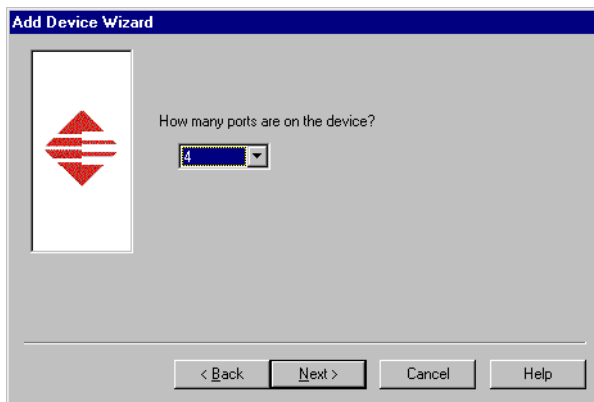 Add Device Wizard
How many ports are on the device?
4
< Back Next > Cancel Help